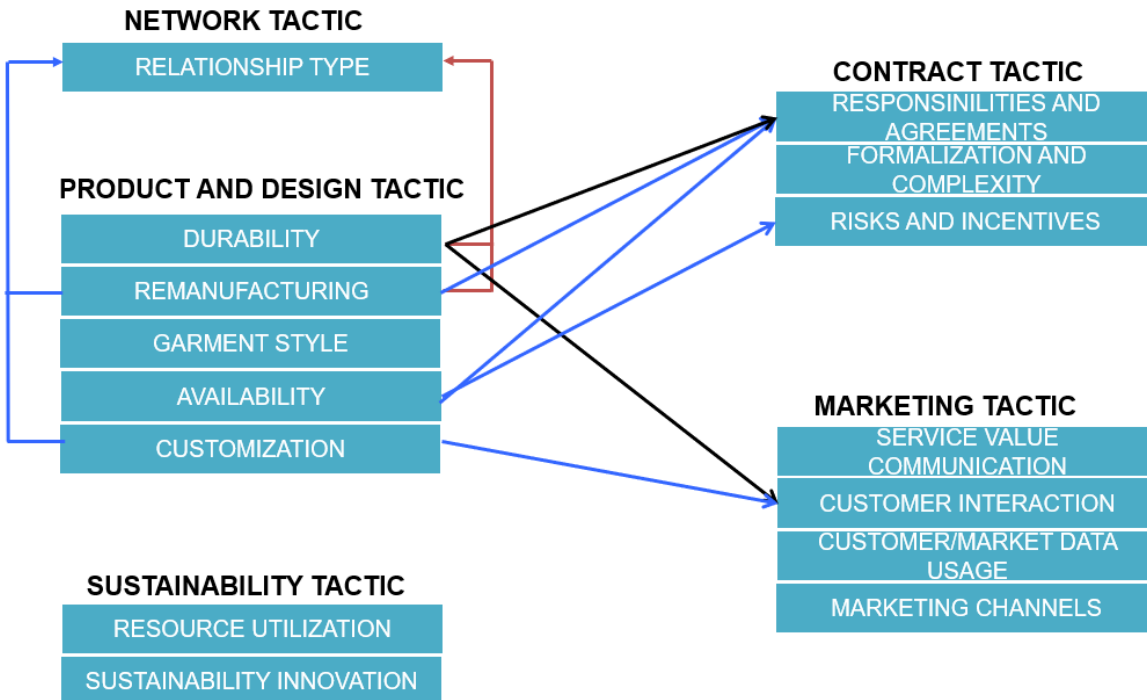 NETWORK TACTIC
RELATIONSHIP TYPE
PRODUCT AND DESIGN TACTIC
DURABILITY
REMANUFACTURING
GARMENT STYLE
AVAILABILITY
CUSTOMIZATION
SUSTAINABILITY TACTIC
RESOURCE UTILIZATION
SUSTAINABILITY INNOVATION
CONTRACT TACTIC
RESPONSINILITIES AND
AGREEMENTS
FORMALIZATION AND
COMPLEXITY
RISKS AND INCENTIVES
MARKETING TACTIC
SERVICE VALUE
COMMUNICATION
CUSTOMER INTERACTION
CUSTOMER/MARKET DATA
USAGE
MARKETING CHANNELS